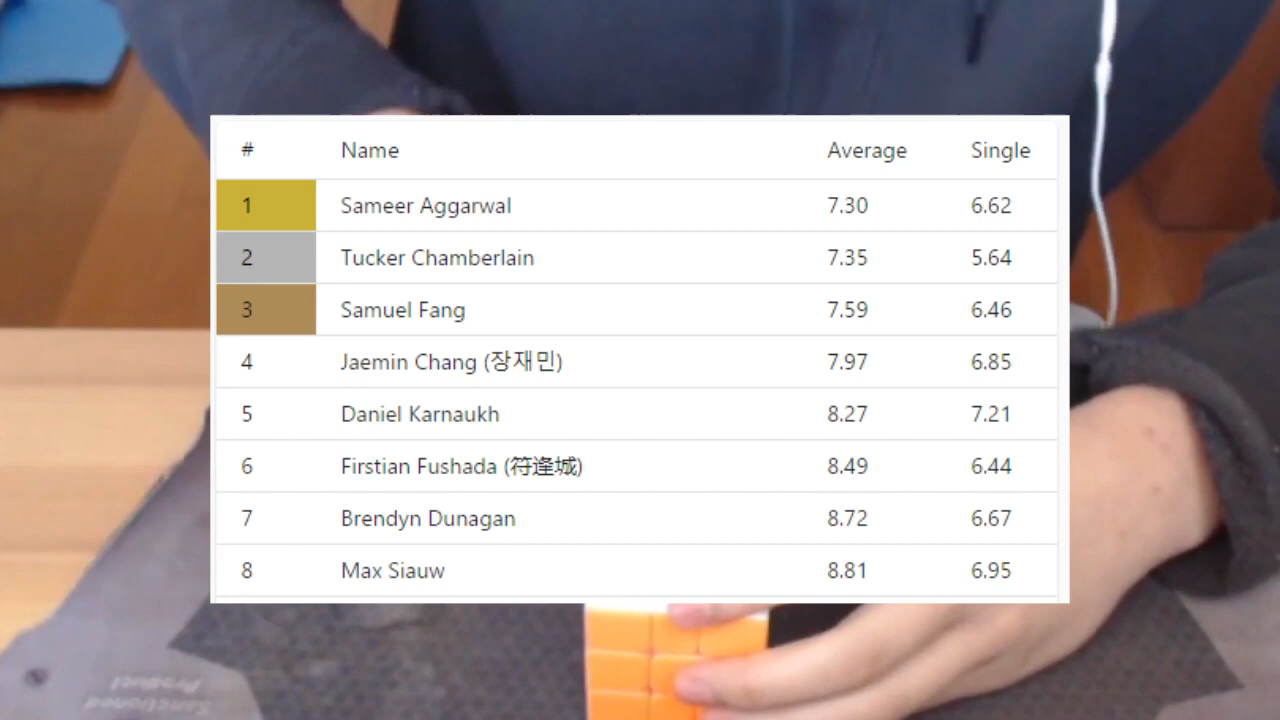 # Name Average Single
1 Sameer Aggarwal 7.30 6.62
2 Tucker Chamberlain 7.35 5.64
3 Samuel Fang 7.59 6.46
4 Jaemin Chang (장재민) 7.97 6.85
5 Daniel Karnaukh 8.27 7.21
6 Firstian Fushada (符逢城) 8.49 6.44
7 Brendyn Dunagan 8.72 6.67
8 Max Siauw 8.81 6.95
Product
Sanctioned